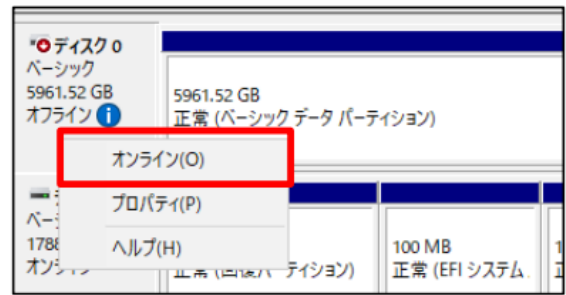 ディスク 0
ベーシック
5961.52 GB
オフライン
5961.52 GB
正常 (ベーシック データ パーティション)
オンライン(O)
プロパティ(P)
ヘルプ(H)
100 MB
正常 (EFI システム